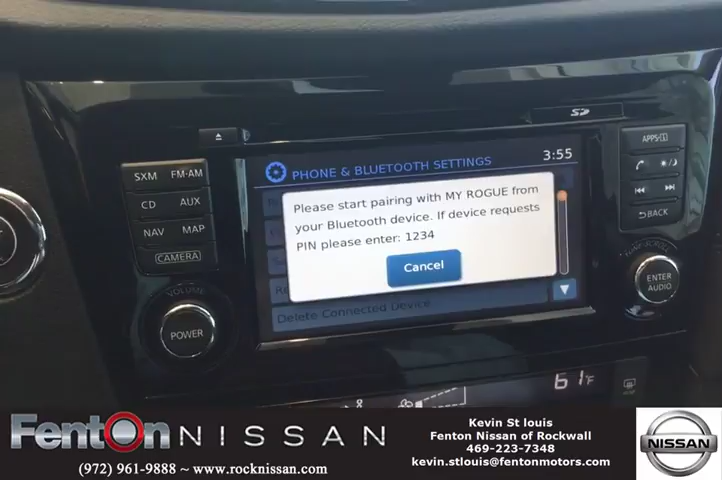 SD
SXM FM·AM
CD AUX
NAV MAP
CAMERA
VOLUME
POWER
PHONE & BLUETOOTH SETTINGS 3:55
Please start pairing with MY ROGUE from
your Bluetooth device. If device requests
PIN please enter: 1234
Cancel
Delete Connected Device
APPS
BACK
TUNE·SCROLL
ENTER
AUDIO
61°F
Fenton NISSAN
(972) 961-9888 ~ www.rocknissan.com
Kevin St louis
Fenton Nissan of Rockwall
469-223-7348
kevin.stlouis@fentonmotors.com
NISSAN